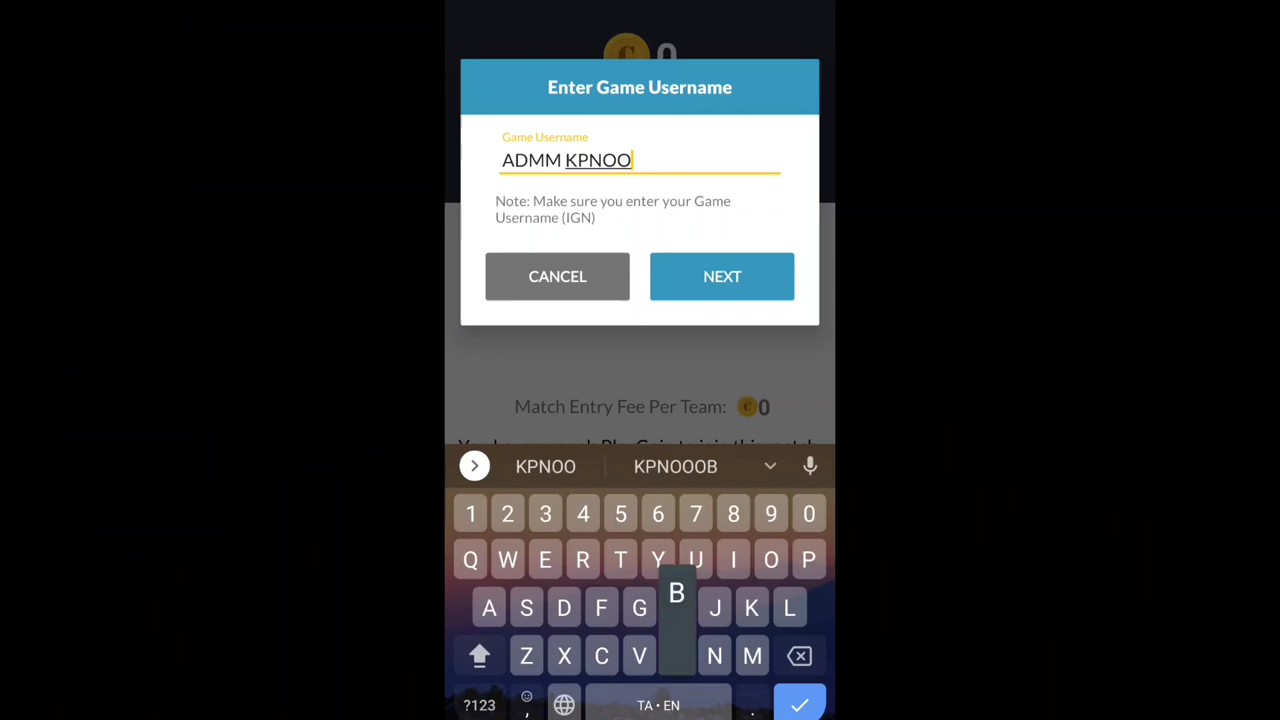 0
Enter Game Username
Game Username
ADMM KPNOO
Note: Make sure you enter your Game
Username (IGN)
CANCEL NEXT
Match Entry Fee Per Team: 0
KPNOO KPNOOOB
1 2 3 4 5 6 7 8 9 0
Q W E R T Y U I O P
A S D F G B J K L
Z X C V N M
?123 , TA • EN .